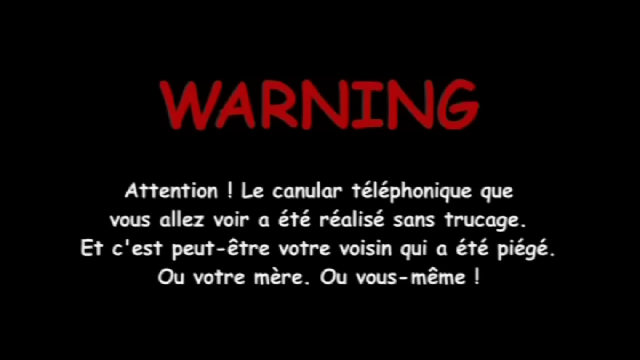 WARNING
Attention ! Le canular téléphonique que
vous allez voir a été réalisé sans trucage.
Et c'est peut-être votre voisin qui a été piégé.
Ou votre mère. Ou vous-même !